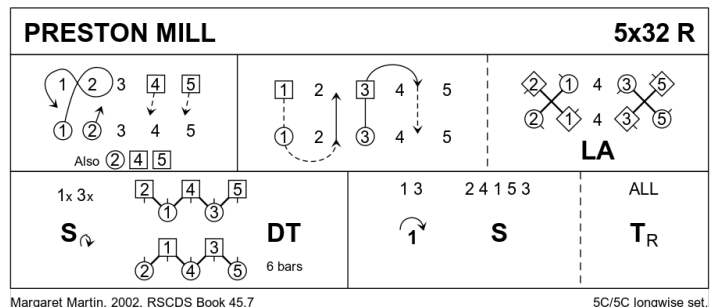 PRESTON MILL 5x32 R
1 2 3 4 5
1 2 3 4 5
Also 2 4 5
1 2 3 4 5
1 2 3 4 5
2 1 4 3 5
2 1 4 3 5
LA
1x 3x
S
2 4 5
1 3
DT
1 3
2 4 5
6 bars
1 3 2 4 1 5 3
1 S
ALL
TR
Margaret Martin, 2002, RSCDS Book 45.7 5C/5C longwise set.